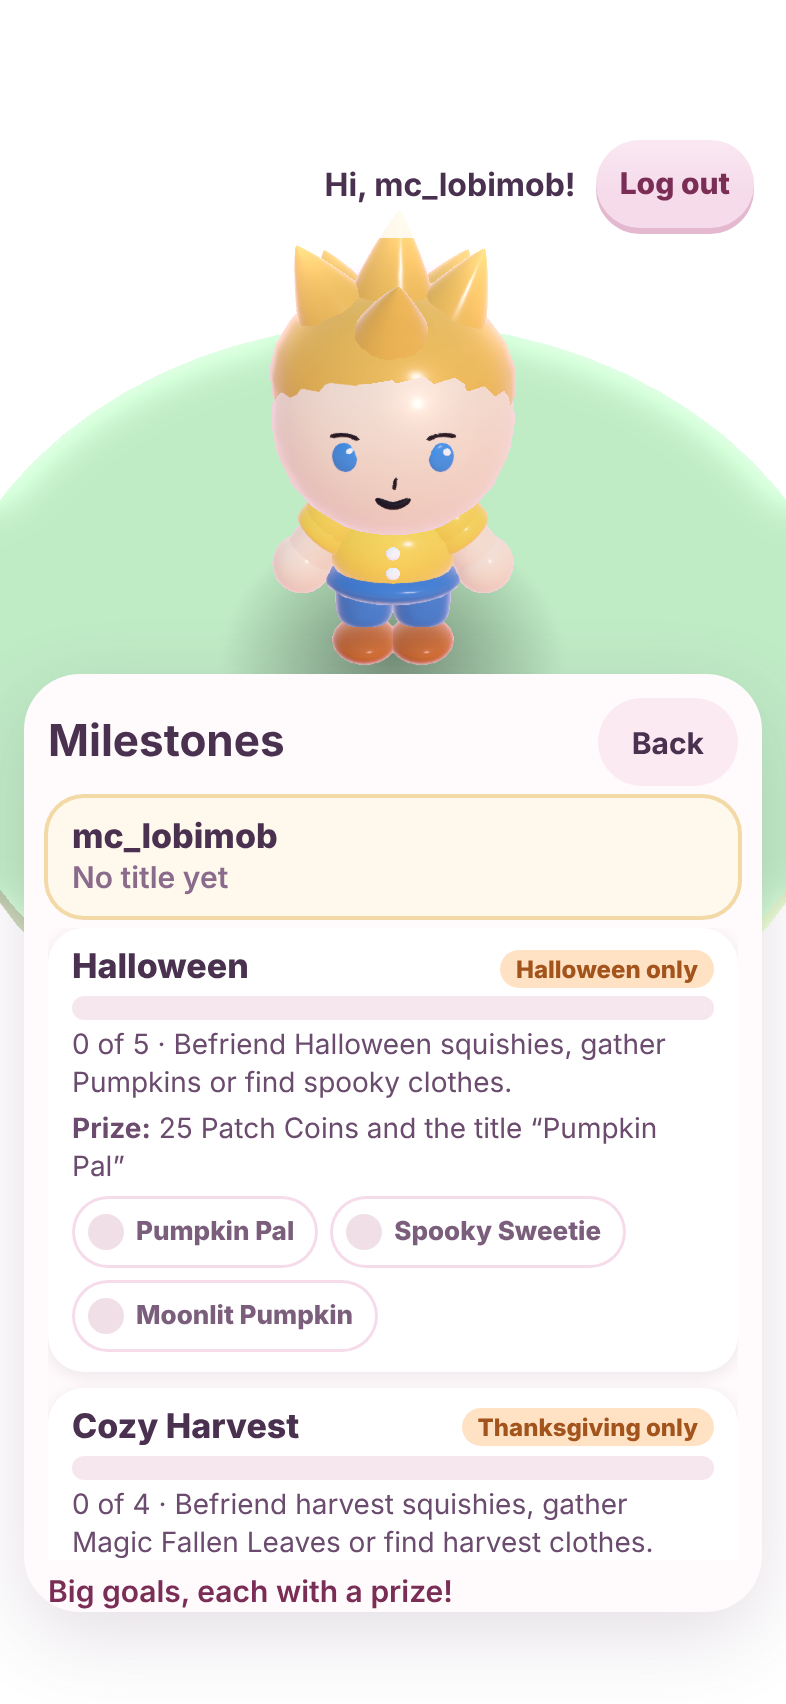 Hi, mc_lobimob!
Log out
Milestones
Back
mc_lobimob
No title yet
Halloween
Halloween only
0 of 5 · Befriend Halloween squishies, gather
Pumpkins or find spooky clothes.
Prize: 25 Patch Coins and the title “Pumpkin
Pal”
Pumpkin Pal
Spooky Sweetie
Moonlit Pumpkin
Cozy Harvest
Thanksgiving only
0 of 4 · Befriend harvest squishies, gather
Magic Fallen Leaves or find harvest clothes.
Big goals, each with a prize!